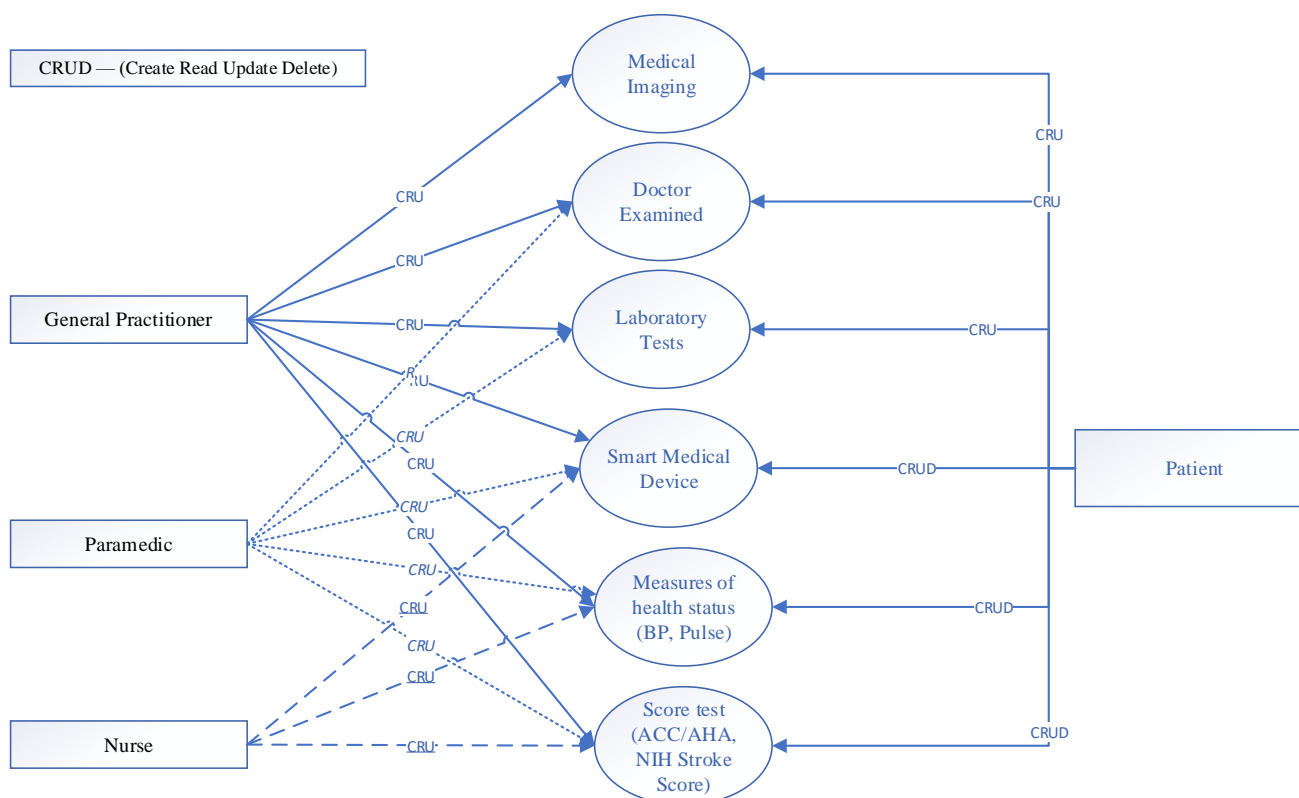 CRUD — (Create Read Update Delete)
Medical
Imaging
CRU
CRU
Doctor
Examined
CRU
CRU
General Practitioner
CRU
Laboratory
Tests
CRU
R
RU
CRU
CRU
Smart Medical
Device
CRUD
Patient
CRU
CRU
Paramedic
CRU
Measures of
health status
(BP, Pulse)
CRU
CRUD
CRU
CRU
Nurse
CRU
Score test
(ACC/AHA,
NIH Stroke
Score)
CRUD